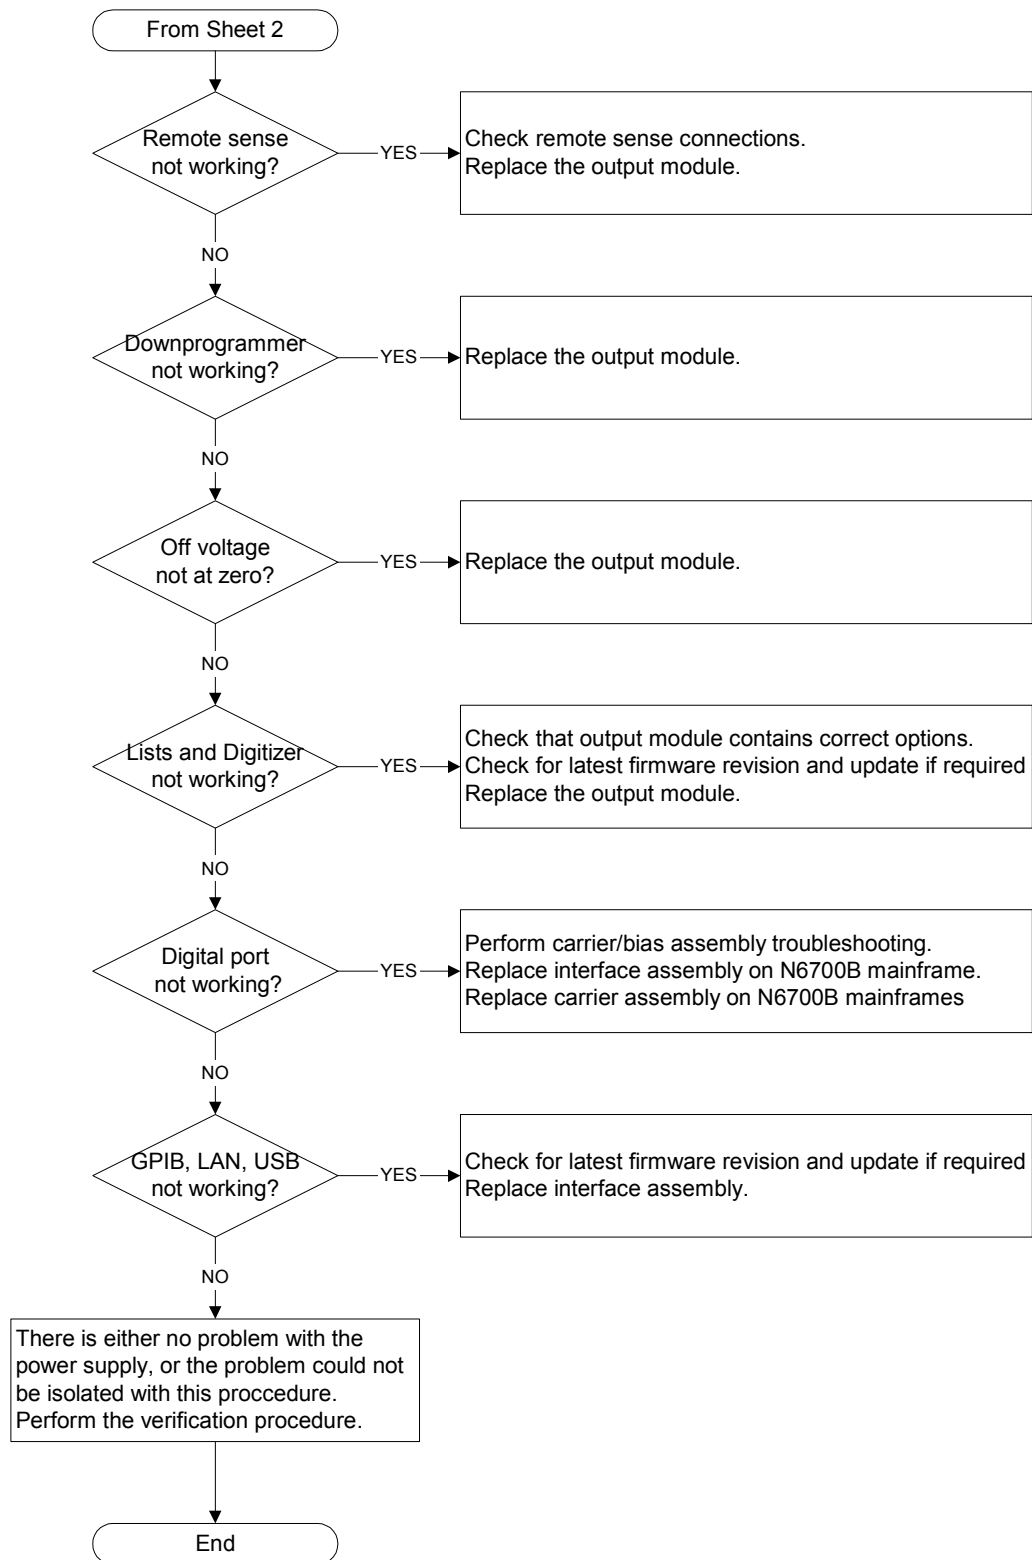 From Sheet 2
Remote sense
not working?
YES
Check remote sense connections.
Replace the output module.
NO
Downprogrammer
not working?
YES
Replace the output module.
NO
Off voltage
not at zero?
YES
Replace the output module.
NO
Lists and Digitizer
not working?
YES
Check that output module contains correct options.
Check for latest firmware revision and update if required
Replace the output module.
NO
Digital port
not working?
YES
Perform carrier/bias assembly troubleshooting.
Replace interface assembly on N6700B mainframe.
Replace carrier assembly on N6700B mainframes
NO
GPIB, LAN, USB
not working?
YES
Check for latest firmware revision and update if required
Replace interface assembly.
NO
There is either no problem with the
power supply, or the problem could not
be isolated with this proccedure.
Perform the verification procedure.
End